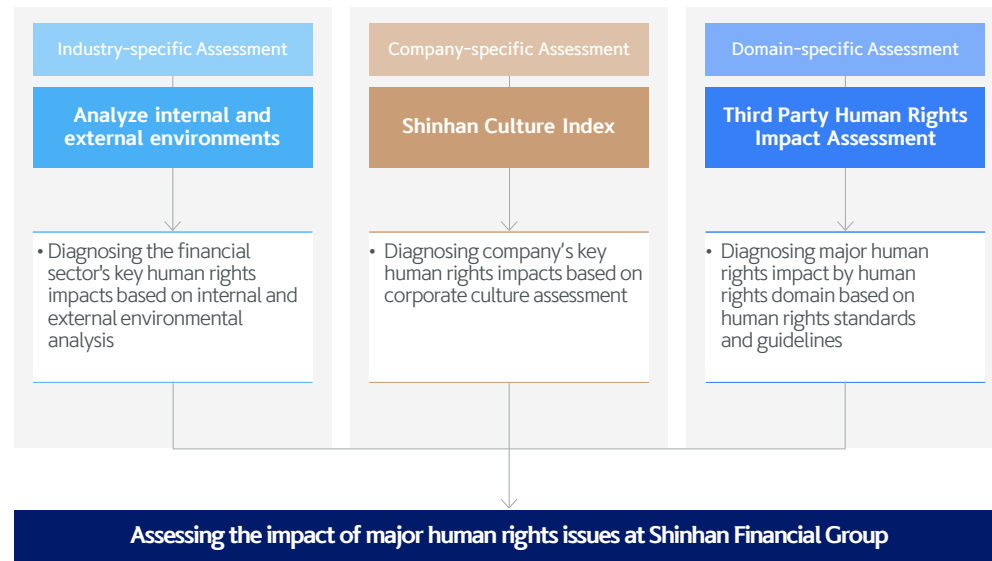 Industry-specific Assessment
Analyze internal and
external environments
• Diagnosing the financial
sector's key human rights
impacts based on internal and
external environmental
analysis
Company-specific Assessment
Shinhan Culture Index
• Diagnosing company's key
human rights impacts based on
corporate culture assessment
Domain-specific Assessment
Third Party Human Rights
Impact Assessment
• Diagnosing major human
rights impact by human
rights domain based on
human rights standards
and guidelines
Assessing the impact of major human rights issues at Shinhan Financial Group